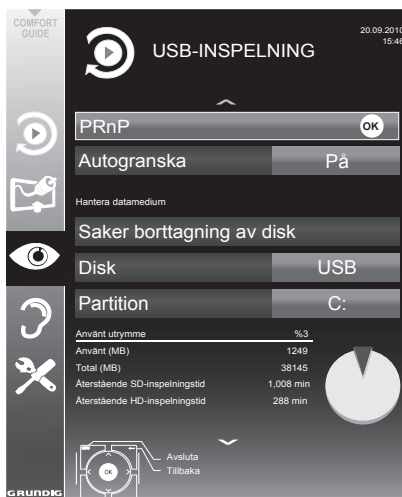 COMFORT
GUIDE
USB-INSPELNING
20.09.2010
15:46
PRnP OK
Autogranska På
Hantera datamedium
Saker borttagning av disk
Disk USB
Partition C:
Använt utrymme %3
Använt (MB) 1249
Total (MB) 38145
Återstående SD-inspelningstid 1,008 min
Återstående HD-inspelningstid 288 min
Avsluta
Tillbaka
OK
GRUNDIG